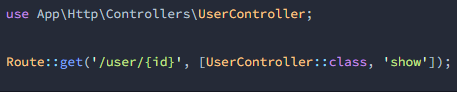 use App\Http\Controllers\UserController;
Route::get('/user/{id}', [UserController::class, 'show']);